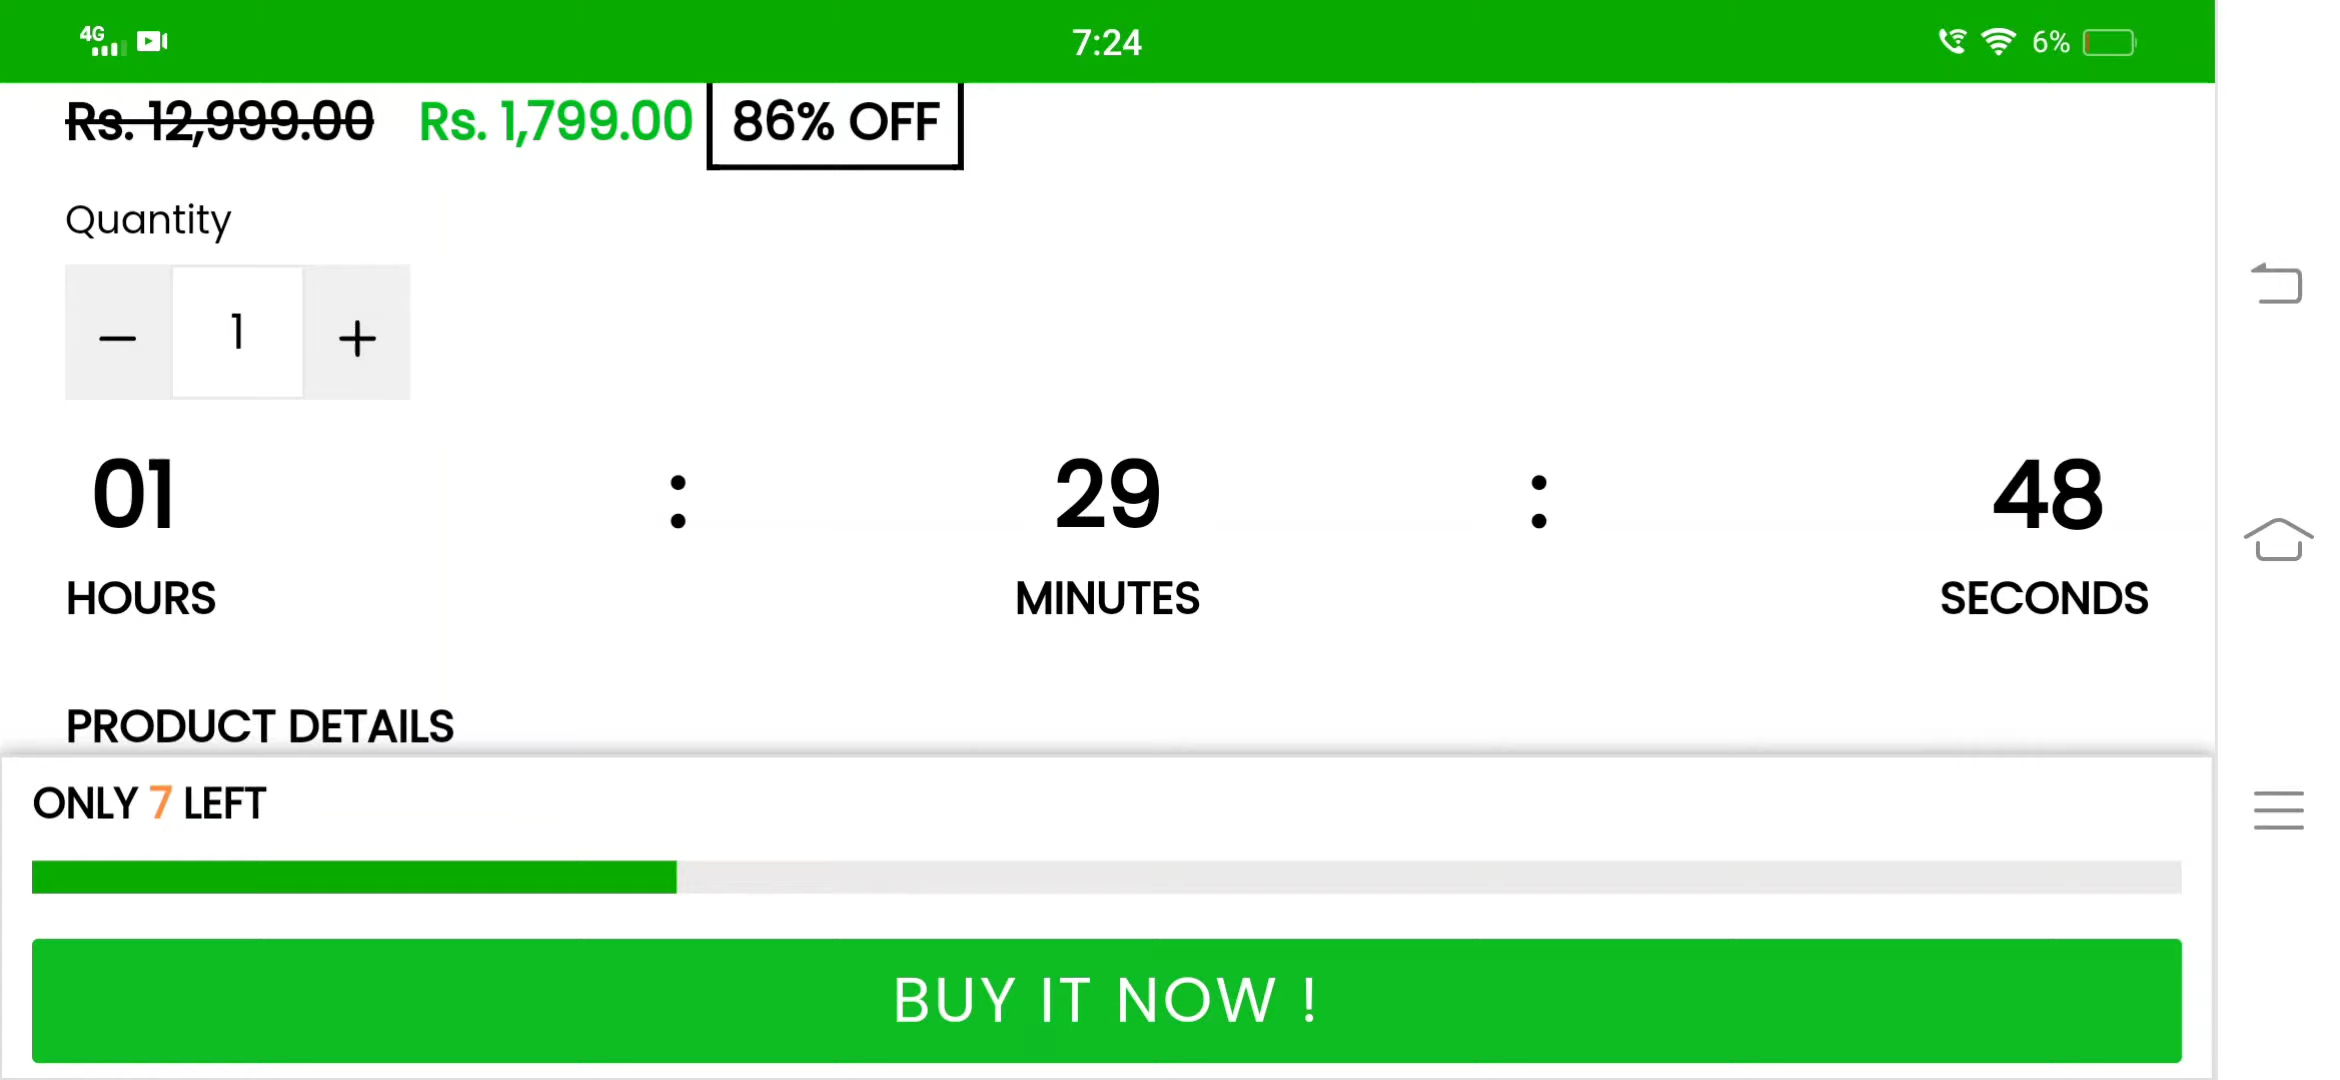 4G 7:24 6%
Rs. 12,999.00 Rs. 1,799.00 86% OFF
Quantity
− 1 +
01 : 29 : 48
HOURS MINUTES SECONDS
PRODUCT DETAILS
ONLY 7 LEFT
BUY IT NOW !